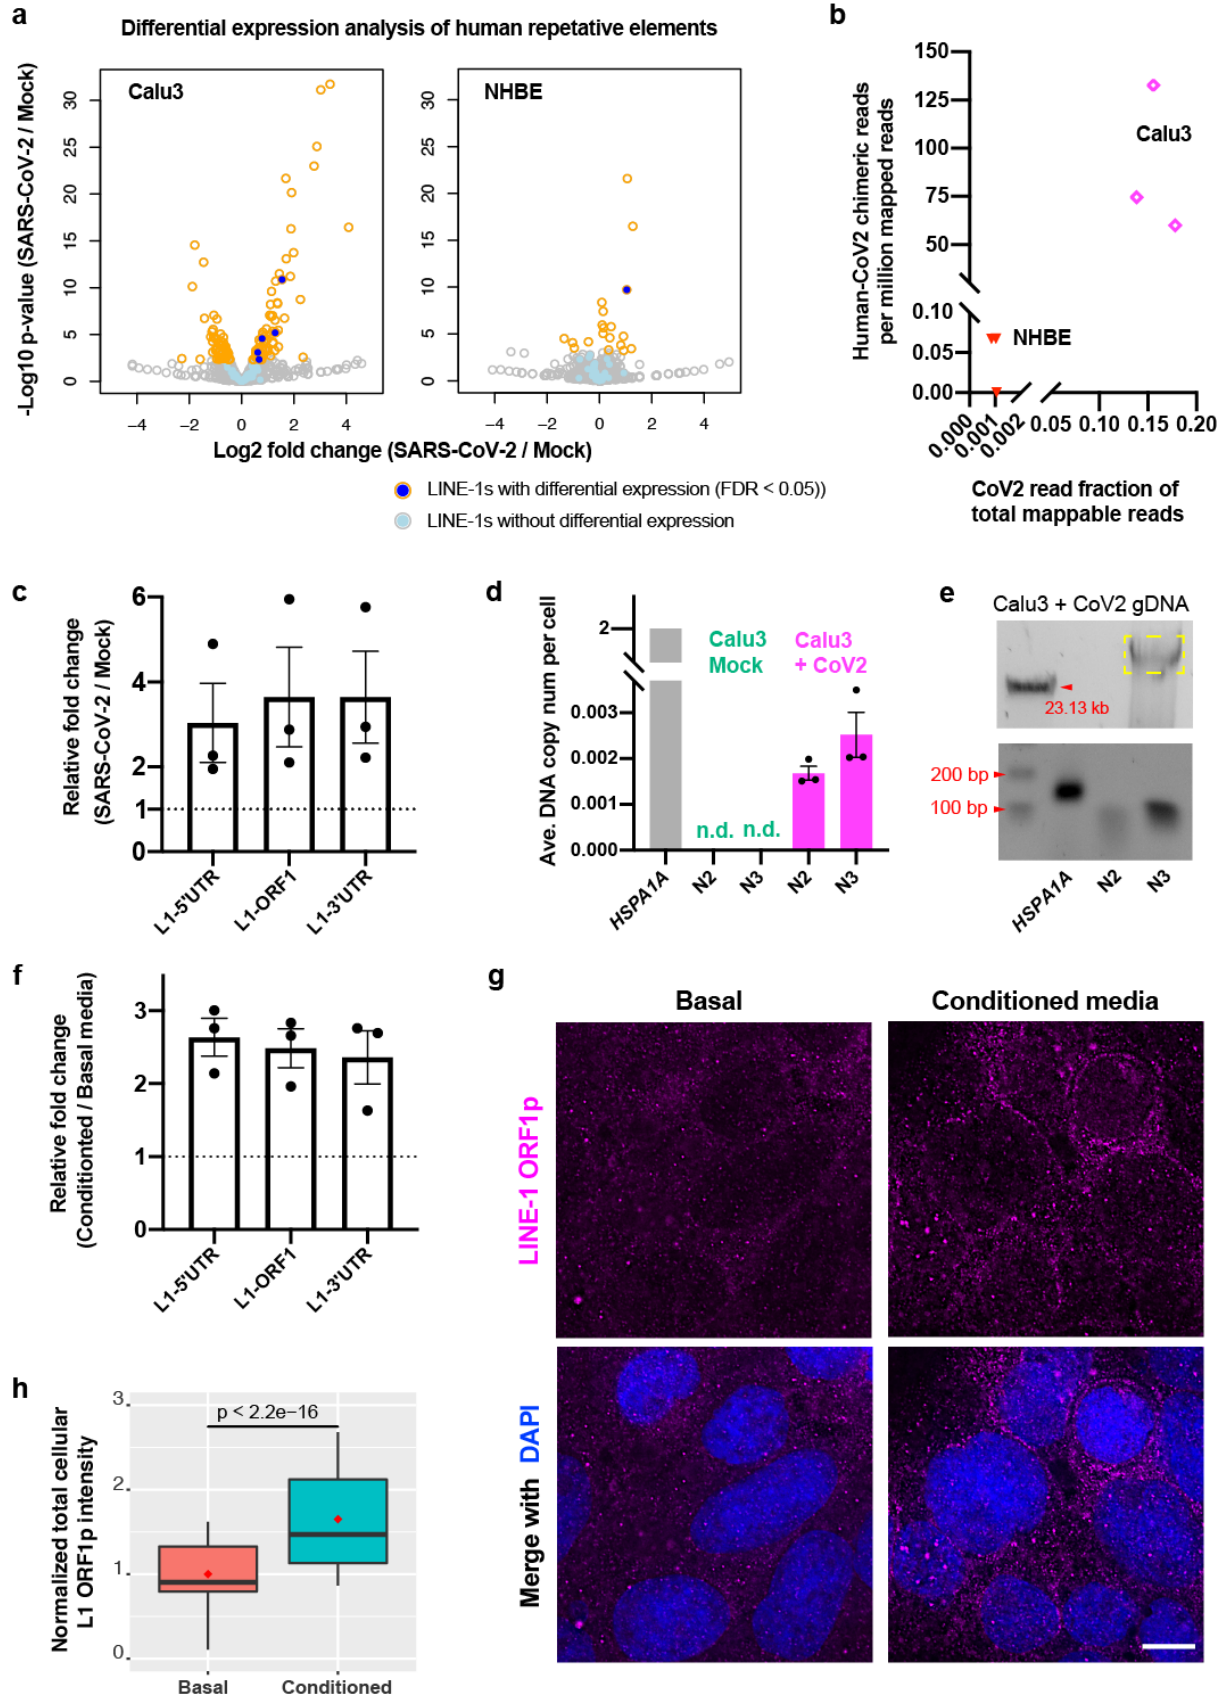 a
Differential expression analysis of human repetative elements
-Log10 p-value (SARS-CoV-2 / Mock)
Calu3
30
25
20
15
10
5
0
−4 −2 0 2 4
NHBE
30
25
20
15
10
5
0
−4 −2 0 2 4
Log2 fold change (SARS-CoV-2 / Mock)
LINE-1s with differential expression (FDR < 0.05))
LINE-1s without differential expression
b
Human-CoV2 chimeric reads
per million mapped reads
150
125
100
75
50
0.10
0.05
0.00
Calu3
NHBE
0.000 0.001 0.002 0.05 0.10 0.15 0.20
CoV2 read fraction of
total mappable reads
c
Relative fold change
(SARS-CoV-2 / Mock)
6
4
2
1
0
L1-5'UTR L1-ORF1 L1-3'UTR
d
Ave. DNA copy num per cell
2
0.003
0.002
0.001
0.000
Calu3
Mock
Calu3
+ CoV2
n.d. n.d.
HSPA1A N2 N3 N2 N3
e
Calu3 + CoV2 gDNA
23.13 kb
200 bp
100 bp
HSPA1A N2 N3
f
Relative fold change
(Conditionted / Basal media)
3
2
1
0
L1-5'UTR L1-ORF1 L1-3'UTR
g
Basal Conditioned media
LINE-1 ORF1p
Merge with DAPI
h
Normalized total cellular
L1 ORF1p intensity
3
2
1
0
p < 2.2e−16
Basal Conditioned